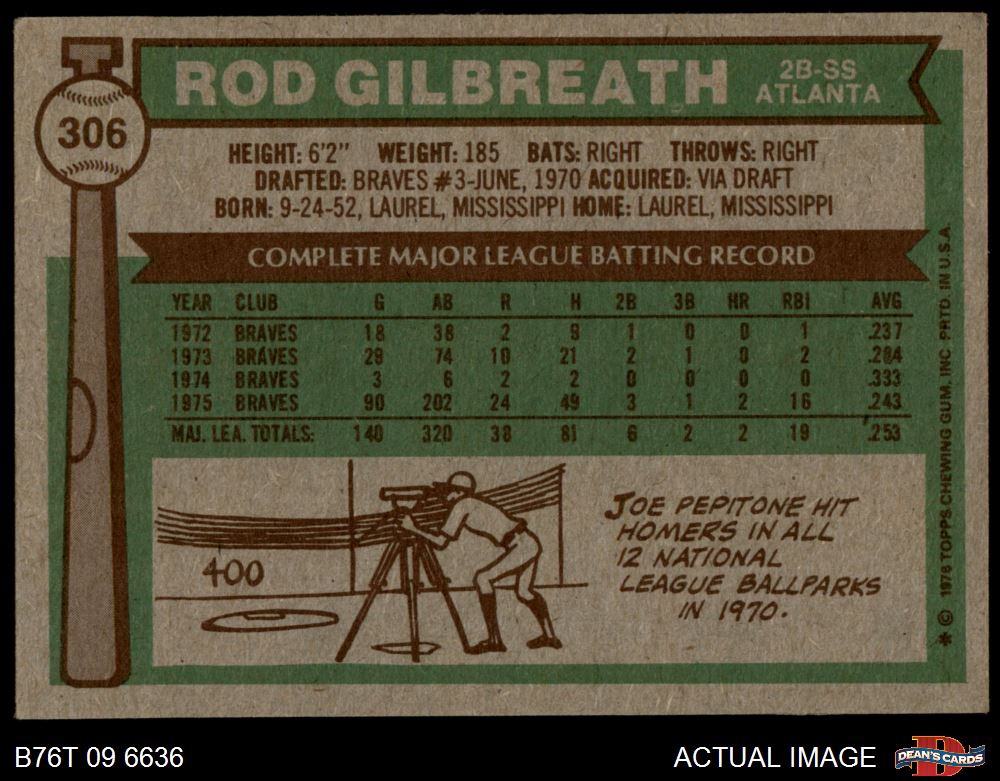 ROD GILBREATH
2B-SS
ATLANTA
306
HEIGHT: 6'2" WEIGHT: 185 BATS: RIGHT THROWS: RIGHT
DRAFTED: BRAVES #3-JUNE, 1970 ACQUIRED: VIA DRAFT
BORN: 9-24-52, LAUREL, MISSISSIPPI HOME: LAUREL, MISSISSIPPI
COMPLETE MAJOR LEAGUE BATTING RECORD
YEAR CLUB G AB R H 2B 3B HR RBI AVG
1972 BRAVES 18 38 2 9 1 0 0 1 .237
1973 BRAVES 29 74 10 21 2 1 0 2 .284
1974 BRAVES 3 6 2 2 0 0 0 0 .333
1975 BRAVES 90 202 24 49 3 1 2 16 .243
MAJ. LEA. TOTALS: 140 320 38 81 6 2 2 19 .253
400
JOE PEPITONE HIT
HOMERS IN ALL
12 NATIONAL
LEAGUE BALLPARKS
IN 1970.
* © 1976 TOPPS CHEWING GUM, INC. PRTD. IN U.S.A.
B76T 09 6636
ACTUAL IMAGE
D
DEAN'S CARDS